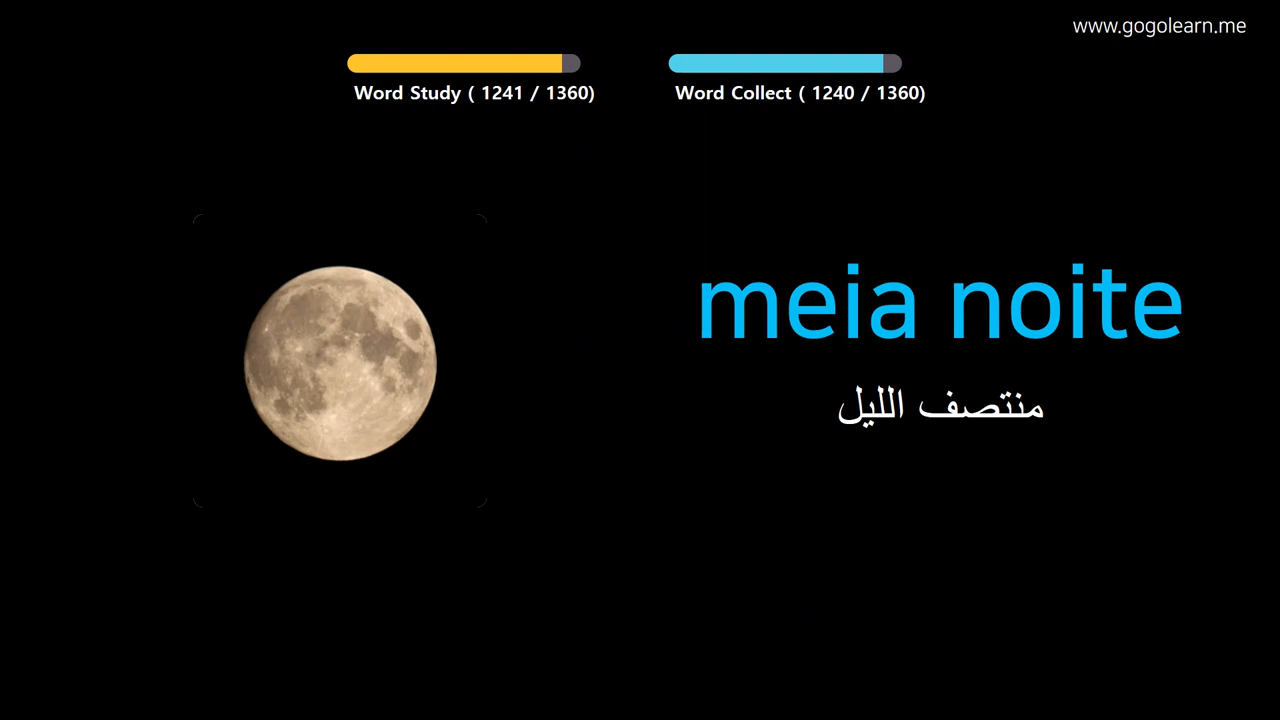 www.gogolearn.me
Word Study ( 1241 / 1360)
Word Collect ( 1240 / 1360)
meia noite
منتصف الليل